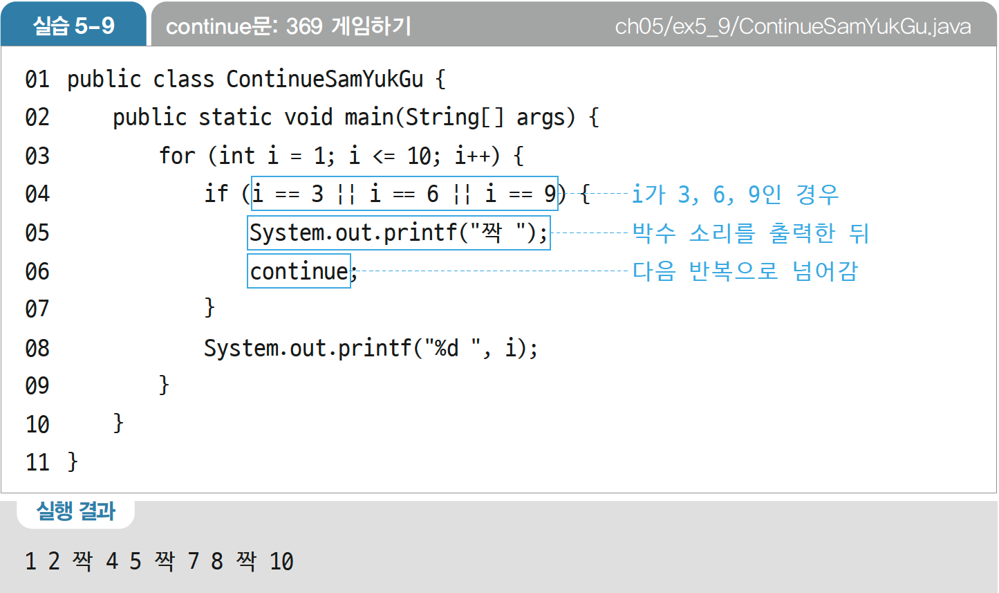 실습 5-9 continue문: 369 게임하기 ch05/ex5_9/ContinueSamYukGu.java
01 public class ContinueSamYukGu {
02 public static void main(String[] args) {
03 for (int i = 1; i <= 10; i++) {
04 if (i == 3 || i == 6 || i == 9) { i가 3, 6, 9인 경우
05 System.out.printf("짝 "); 박수 소리를 출력한 뒤
06 continue; 다음 반복으로 넘어감
07 }
08 System.out.printf("%d ", i);
09 }
10 }
11 }
실행 결과
1 2 짝 4 5 짝 7 8 짝 10